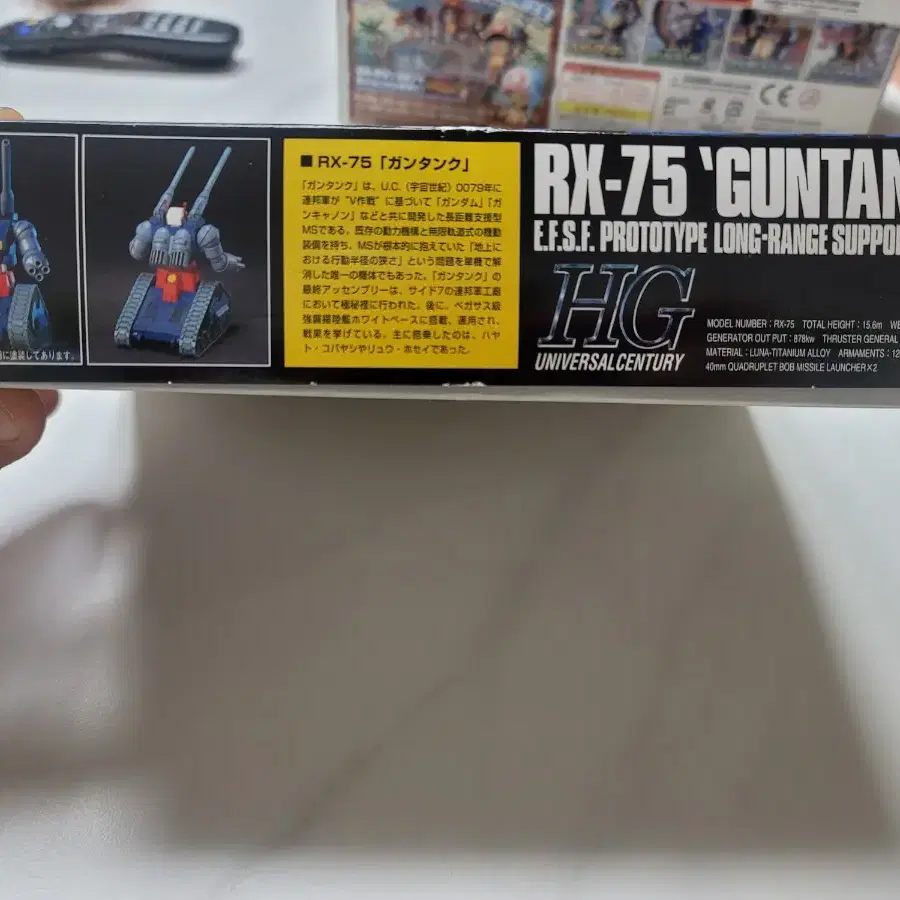 に塗装してあります。
■ RX-75「ガンタンク」
「ガンタンク」は、U.C.（宇宙世紀）0079年に
連邦軍が“V作戦”に基づいて「ガンダム」「ガ
ンキャノン」などと共に開発した長距離支援型
MSである。既存の動力機構と無限軌道式の機動
装備を持ち、MSが根本的に抱えていた「地上に
おける行動半径の狭さ」という問題を単機で解
消した唯一の機体でもあった。「ガンタンク」の
最終アッセンブリーは、サイド7の連邦軍工廠
において極秘裡に行われた。後に、ペガサス級
強襲揚陸艦ホワイトベースに搭載、運用され、
戦果を挙げている。主に搭乗したのは、ハヤ
ト・コバヤシやリュウ・ホセイであった。
RX-75 'GUNTAN
E.F.S.F. PROTOTYPE LONG-RANGE SUPPO
HG
UNIVERSAL CENTURY
MODEL NUMBER : RX-75 TOTAL HEIGHT : 15.6m WE
GENERATOR OUT PUT : 878kw THRUSTER GENERAL
MATERIAL : LUNA-TITANIUM ALLOY ARMAMENTS : 12
40mm QUADRUPLET BOB MISSILE LAUNCHER×2
CE